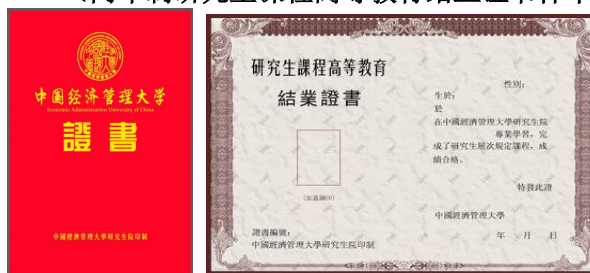 中國经济管理大学
Economic Administration University of China
證書
中國經濟管理大學研究生院印制
研究生課程高等教育
結業證書
(加蓋鋼印)
證書編號：
中國經濟管理大學研究生院印制
性別：
生於：
於
在中國經濟管理大學研究生院
專業學習，完
成了研究生層次規定課程，成
績合格。
特發此證
中國經濟管理大學
年 月 日